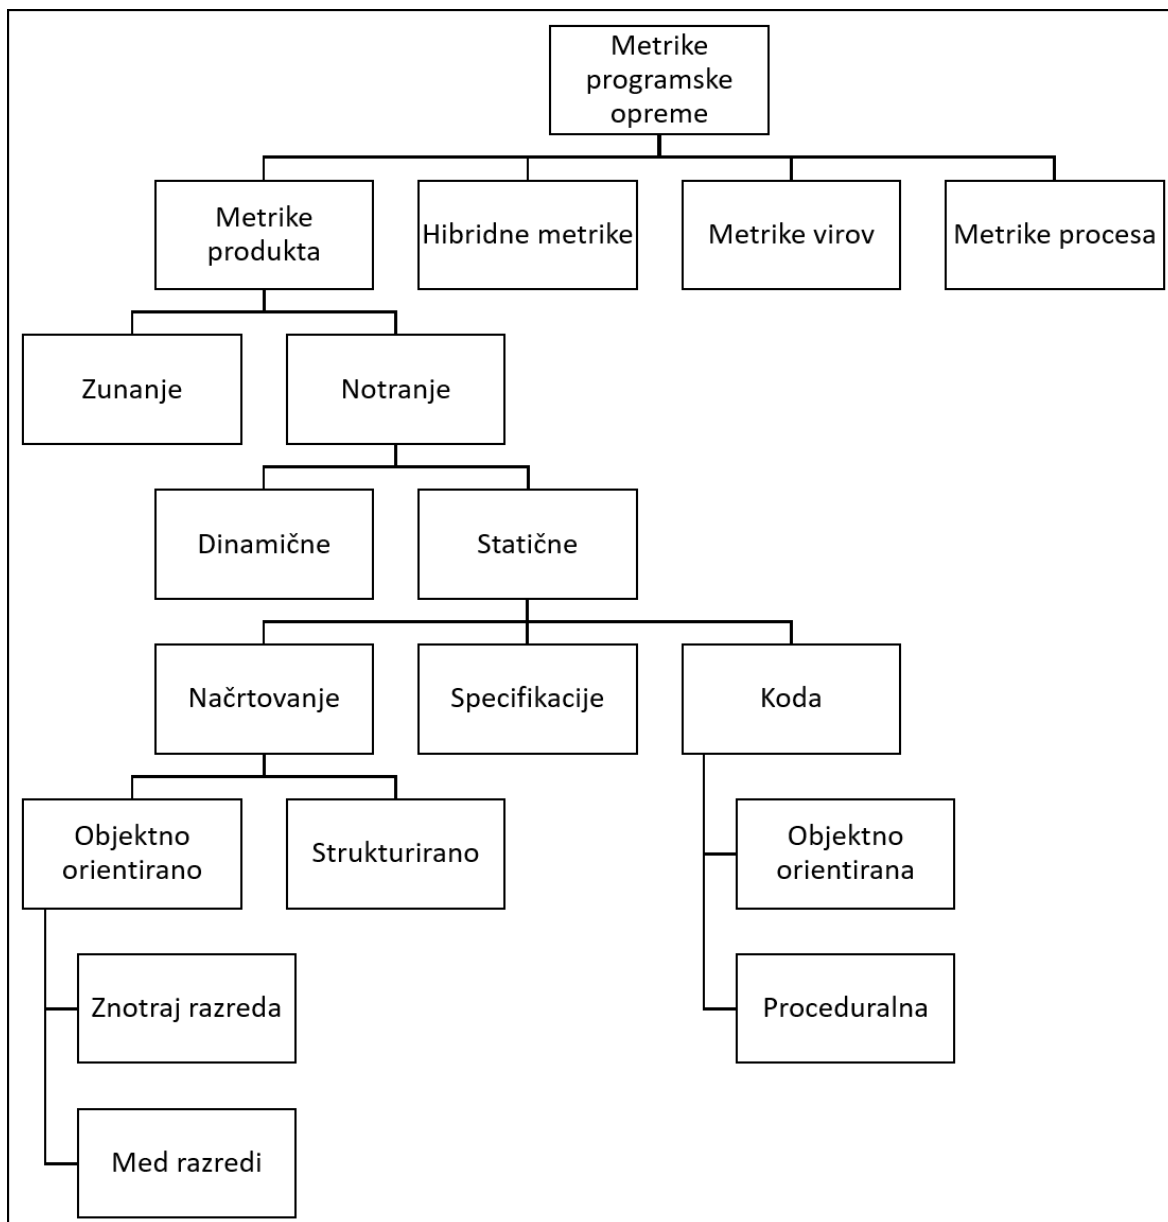 Metrike
programske
opreme
Metrike
produkta
Hibridne metrike
Metrike virov
Metrike procesa
Zunanje
Notranje
Dinamične
Statične
Načrtovanje
Specifikacije
Koda
Objektno
orientirano
Strukturirano
Objektno
orientirana
Znotraj razreda
Proceduralna
Med razredi